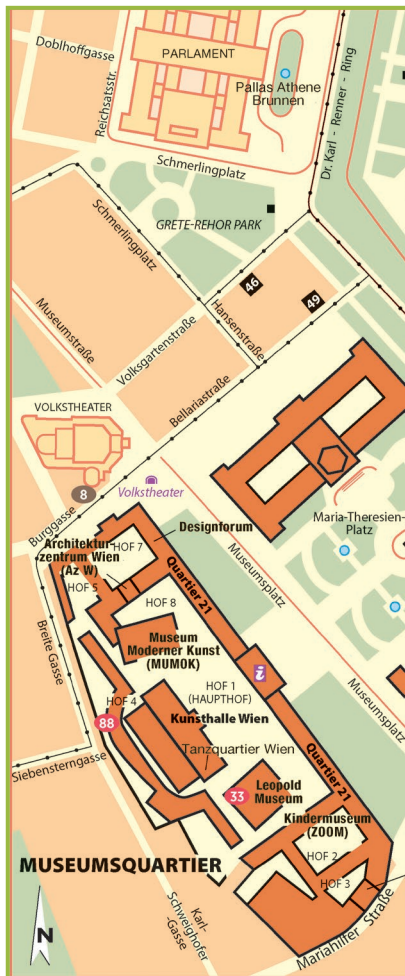 Doblhoffgasse
PARLAMENT
Reichsatsstr.
Pallas Athene
Brunnen
Dr. Karl - Renner - Ring
Schmerlingplatz
Schmerlingplatz
GRETE-REHOR PARK
46
49
Hansenstraße
Museumstraße
Volksgartenstraße
Bellariastraße
VOLKSTHEATER
8
Volkstheater
Burggasse
Maria-Theresien-
Platz
Designforum
Architektur-
zentrum Wien
(Az W)
HOF 7
HOF 5
Quartier 21
Museumsplatz
HOF 8
Breite Gasse
Museum
Moderner Kunst
(MUMOK)
i
HOF 1
(HAUPTHOF)
HOF 4
88
Kunsthalle Wien
Museumsplatz
Tanzquartier Wien
Siebensterngasse
Quartier 21
33
Leopold
Museum
Kindermuseum
(ZOOM)
HOF 2
HOF 3
MUSEUMSQUARTIER
Karl-
Schweighofer
-Gasse
Mariahilfer Straße
N